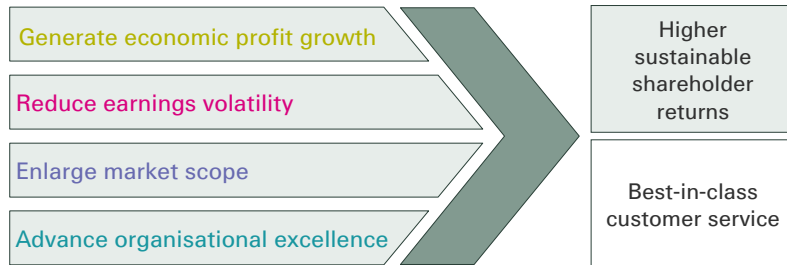 Generate economic profit growth
Reduce earnings volatility
Enlarge market scope
Advance organisational excellence
Higher
sustainable
shareholder
returns
Best-in-class
customer service